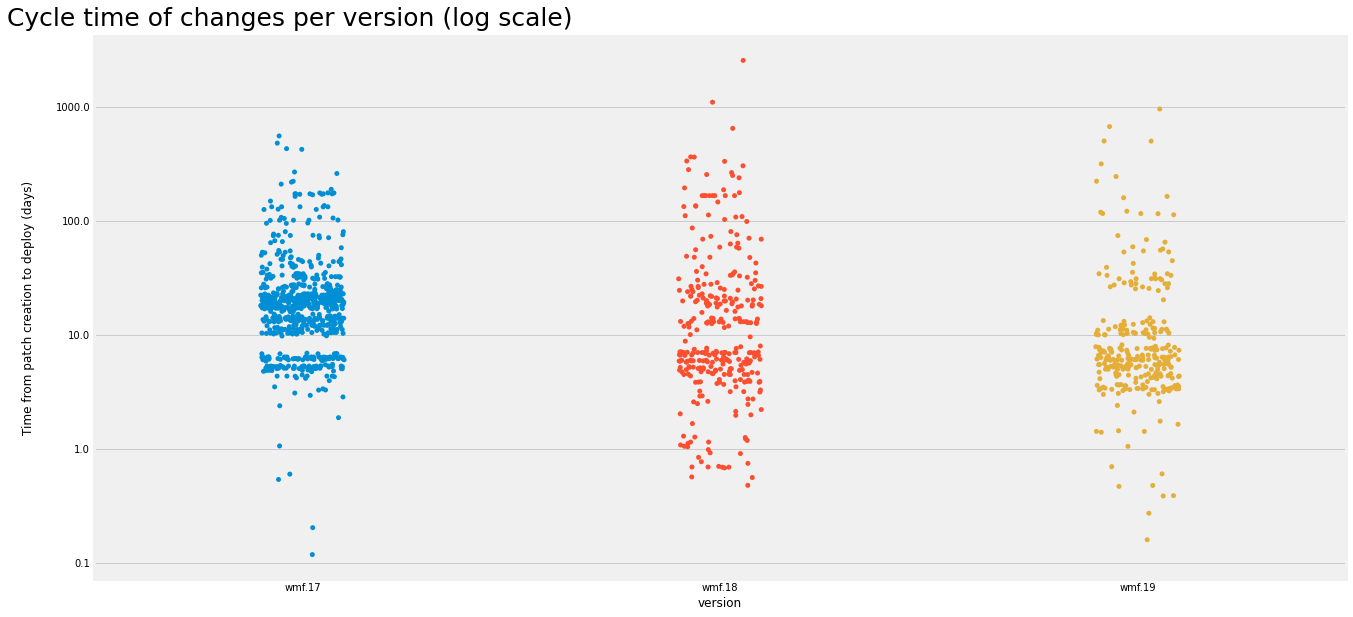 Cycle time of changes per version (log scale)
Time from patch creation to deploy (days)
1000.0
100.0
10.0
1.0
0.1
wmf.17
wmf.18
wmf.19
version